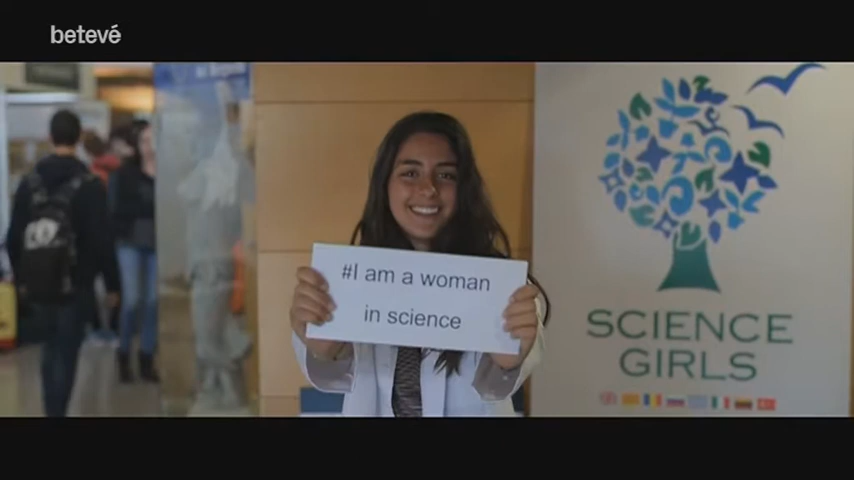 betevé
#I am a woman
in science
SCIENCE
GIRLS